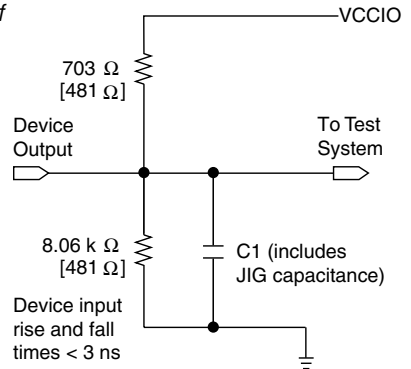 f
VCCIO
703 Ω
[481 Ω]
Device
Output
To Test
System
8.06 k Ω
[481 Ω]
C1 (includes
JIG capacitance)
Device input
rise and fall
times < 3 ns